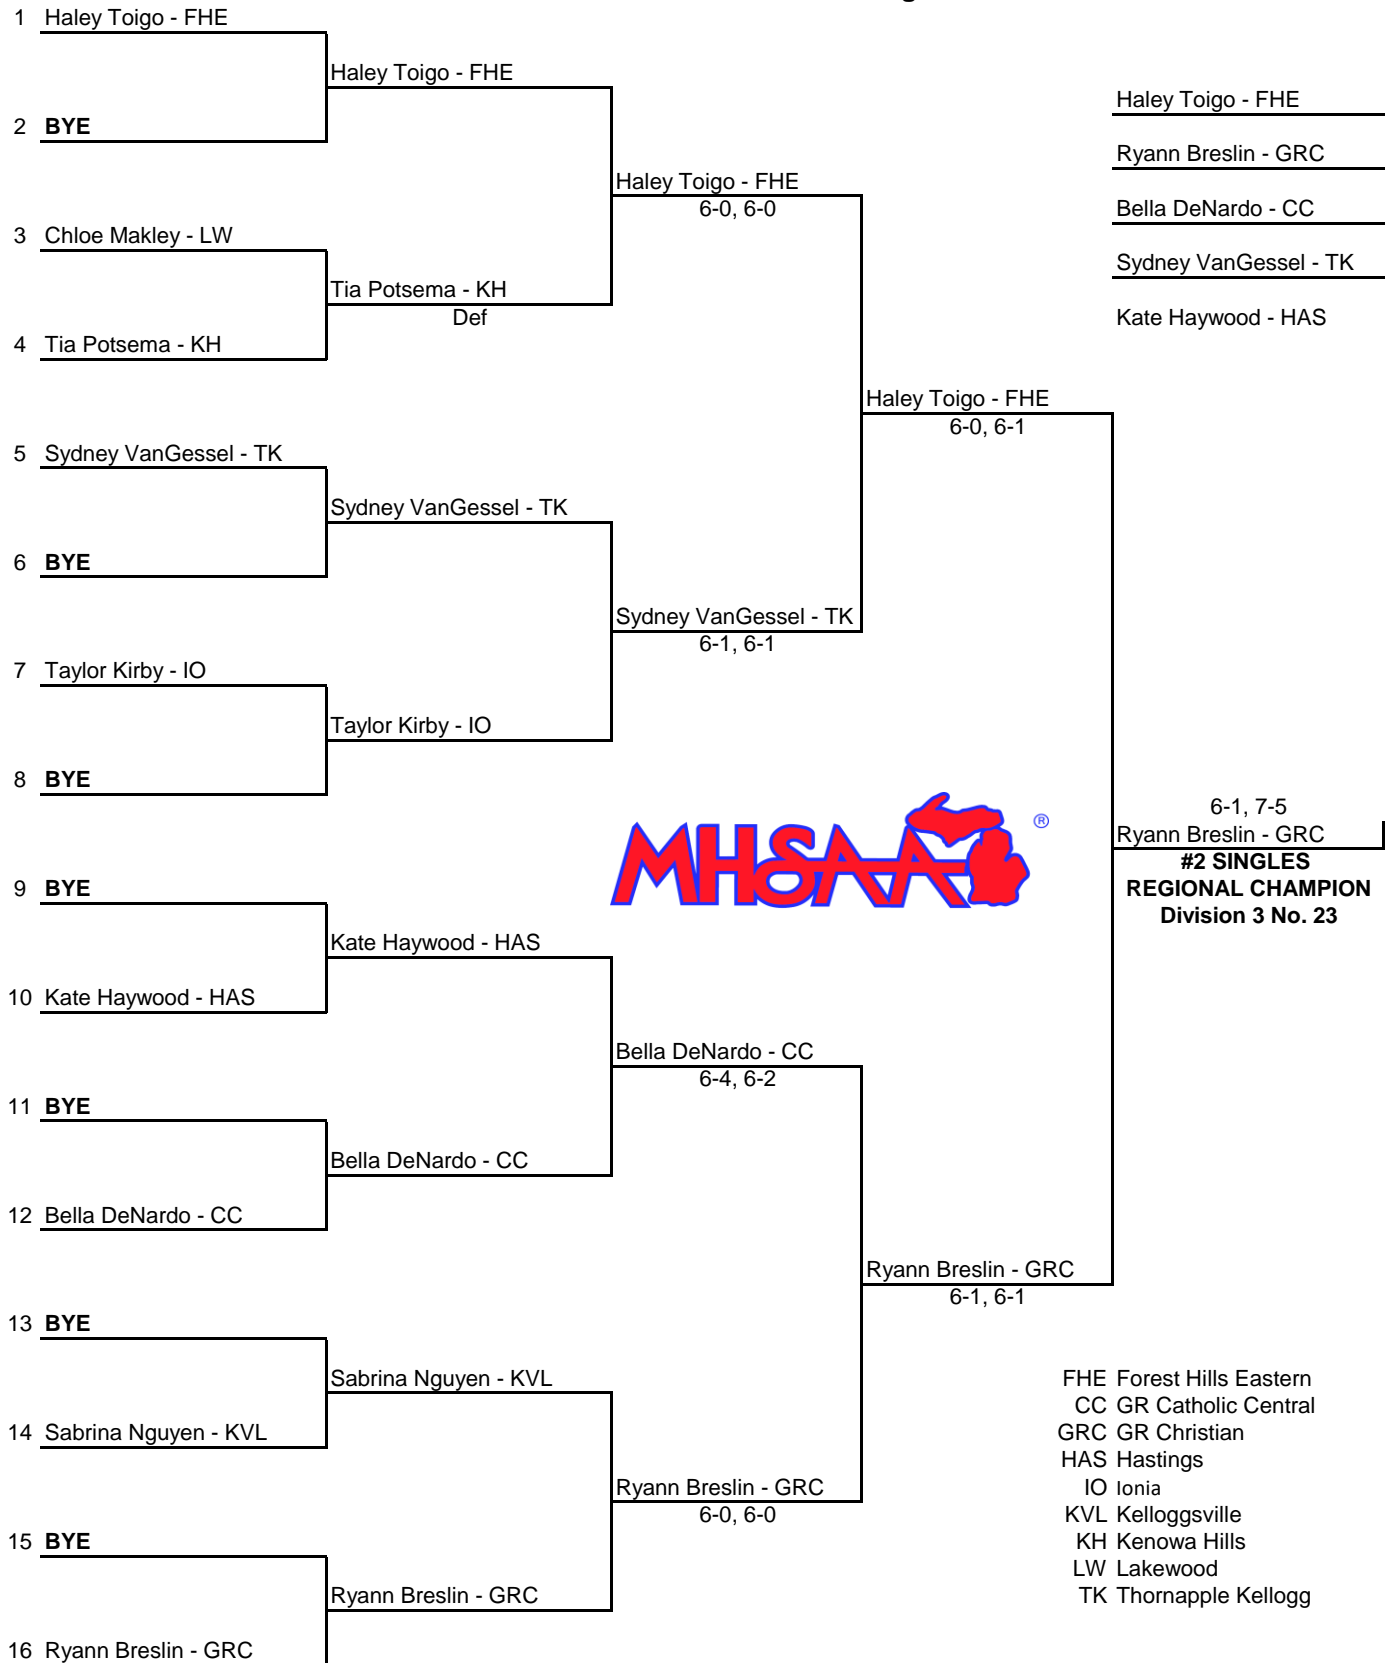 1 Haley Toigo - FHE
Haley Toigo - FHE
Haley Toigo - FHE
2 BYE
Ryann Breslin - GRC
Haley Toigo - FHE
6-0, 6-0
Bella DeNardo - CC
3 Chloe Makley - LW
Sydney VanGessel - TK
Tia Potsema - KH
Def
Kate Haywood - HAS
4 Tia Potsema - KH
Haley Toigo - FHE
6-0, 6-1
5 Sydney VanGessel - TK
Sydney VanGessel - TK
6 BYE
Sydney VanGessel - TK
6-1, 6-1
7 Taylor Kirby - IO
Taylor Kirby - IO
8 BYE
MHSAA ®
6-1, 7-5
Ryann Breslin - GRC
#2 SINGLES
REGIONAL CHAMPION
Division 3 No. 23
9 BYE
Kate Haywood - HAS
10 Kate Haywood - HAS
Bella DeNardo - CC
6-4, 6-2
11 BYE
Bella DeNardo - CC
12 Bella DeNardo - CC
Ryann Breslin - GRC
6-1, 6-1
13 BYE
Sabrina Nguyen - KVL
14 Sabrina Nguyen - KVL
Ryann Breslin - GRC
6-0, 6-0
15 BYE
Ryann Breslin - GRC
16 Ryann Breslin - GRC
FHE Forest Hills Eastern
CC GR Catholic Central
GRC GR Christian
HAS Hastings
IO Ionia
KVL Kelloggsville
KH Kenowa Hills
LW Lakewood
TK Thornapple Kellogg